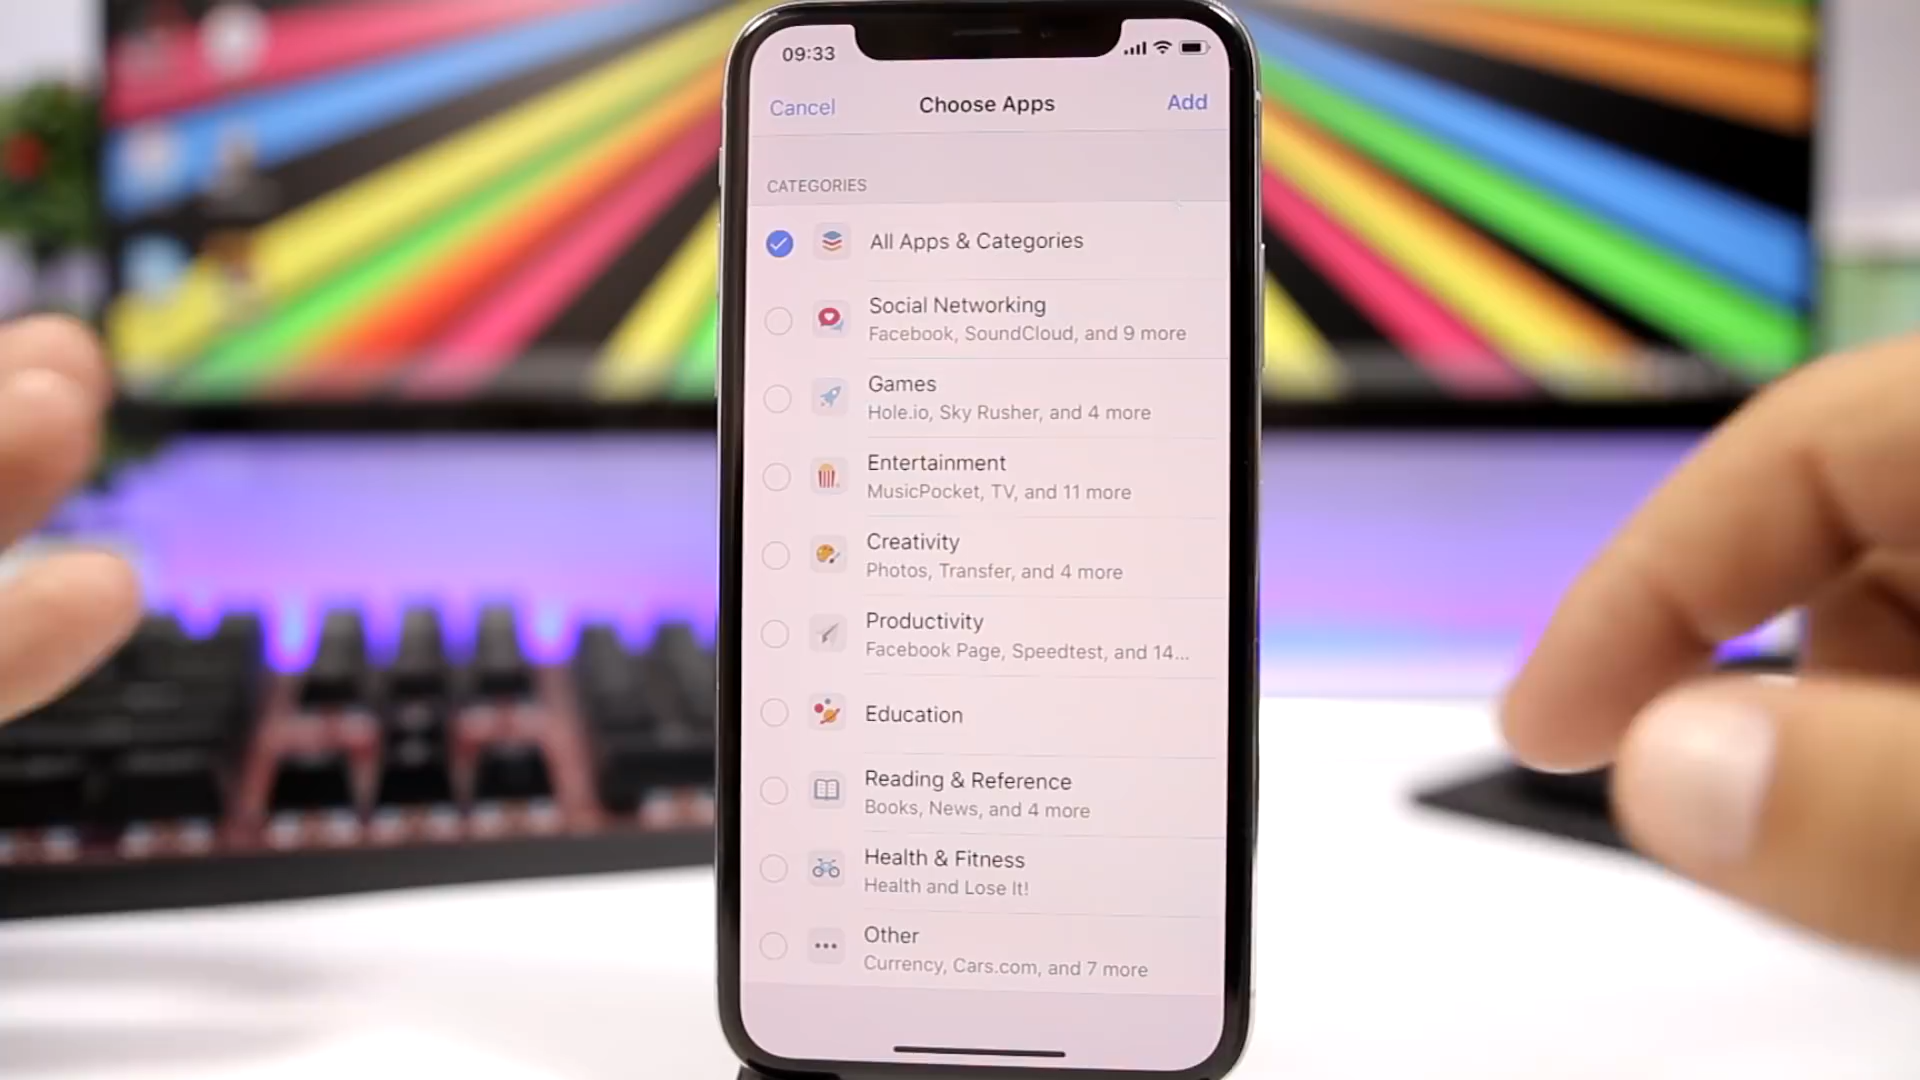 09:33
Cancel
Choose Apps
Add
CATEGORIES
All Apps & Categories
Social Networking
Facebook, SoundCloud, and 9 more
Games
Hole.io, Sky Rusher, and 4 more
Entertainment
MusicPocket, TV, and 11 more
Creativity
Photos, Transfer, and 4 more
Productivity
Facebook Page, Speedtest, and 14...
Education
Reading & Reference
Books, News, and 4 more
Health & Fitness
Health and Lose It!
Other
Currency, Cars.com, and 7 more